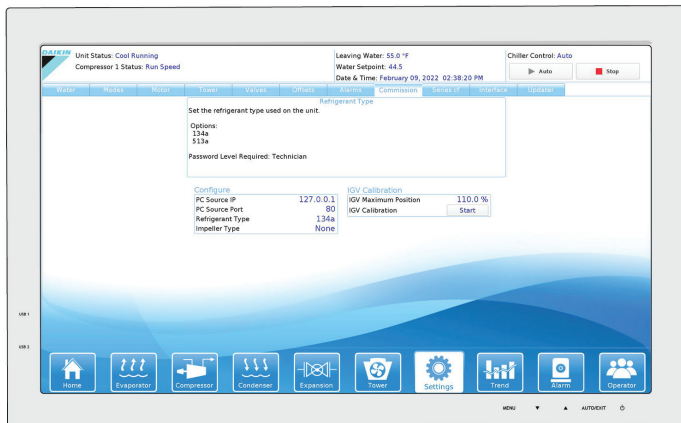 DAIKIN
Unit Status: Cool Running
Compressor 1 Status: Run Speed
Leaving Water: 55.0 °F
Water Setpoint: 44.5
Date & Time: February 09, 2022 02:38:20 PM
Chiller Control: Auto
Auto
Stop
Water Modes Motor Tower Valves Offsets Alarms Commission Series cf Interface Updater
Refrigerant Type
Set the refrigerant type used on the unit.
Options:
134a
513a
Password Level Required: Technician
Configure
PC Source IP 127.0.0.1
PC Source Port 80
Refrigerant Type 134a
Impeller Type None
IGV Calibration
IGV Maximum Position 110.0 %
IGV Calibration Start
USB 1
USB 2
Home Evaporator Compressor Condenser Expansion Tower Settings Trend Alarm Operator
MENU ▼ ▲ AUTO/EXIT